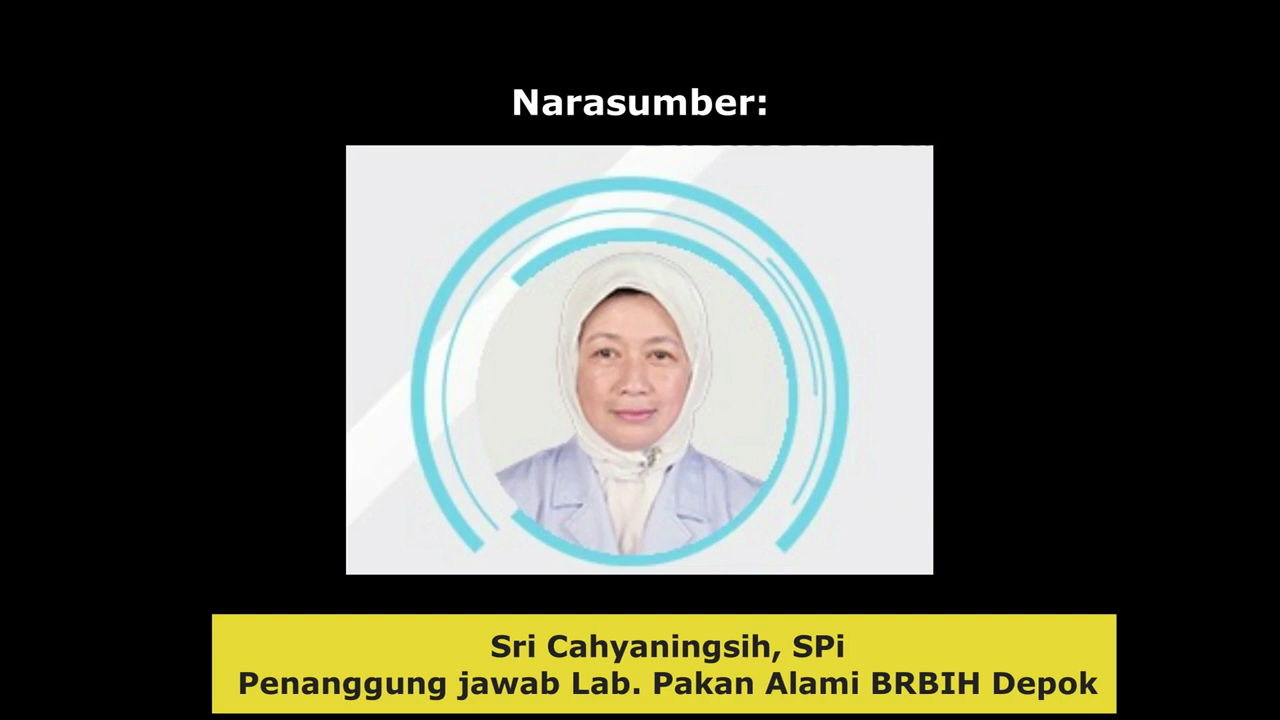 Narasumber:
Sri Cahyaningsih, SPi
Penanggung jawab Lab. Pakan Alami BRBIH Depok